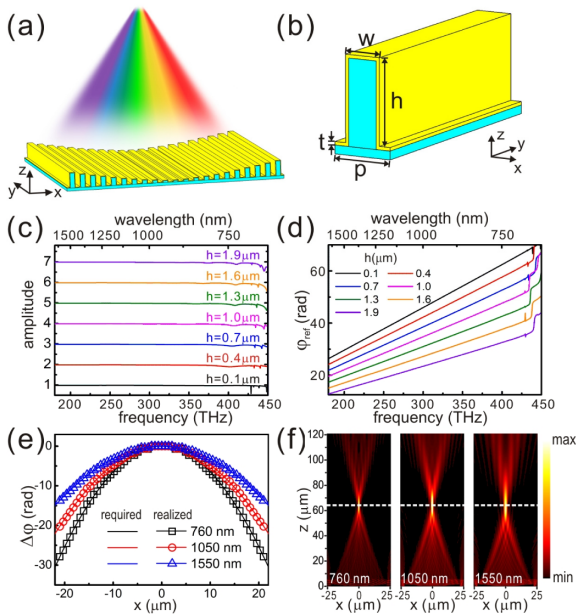 (a)
z
y
x
(b)
w
h
t
p
z
y
x
(c)
wavelength (nm)
1500 1250 1000 750
amplitude
7
6
5
4
3
2
1
h=1.9μm
h=1.6μm
h=1.3μm
h=1.0μm
h=0.7μm
h=0.4μm
h=0.1μm
200 250 300 350 400 450
frequency (THz)
(d)
wavelength (nm)
1500 1250 1000 750
φref (rad)
60
40
20
h(μm)
0.1 0.4
0.7 1.0
1.3 1.6
1.9
200 250 300 350 400 450
frequency (THz)
(e)
Δφ (rad)
0
-10
-20
-30
required realized
760 nm
1050 nm
1550 nm
-20 -10 0 10 20
x (μm)
(f)
z (μm)
120
100
80
60
40
20
0
760 nm 1050 nm 1550 nm
-25 0 25 -25 0 25 -25 0 25
x (μm) x (μm) x (μm)
max
min